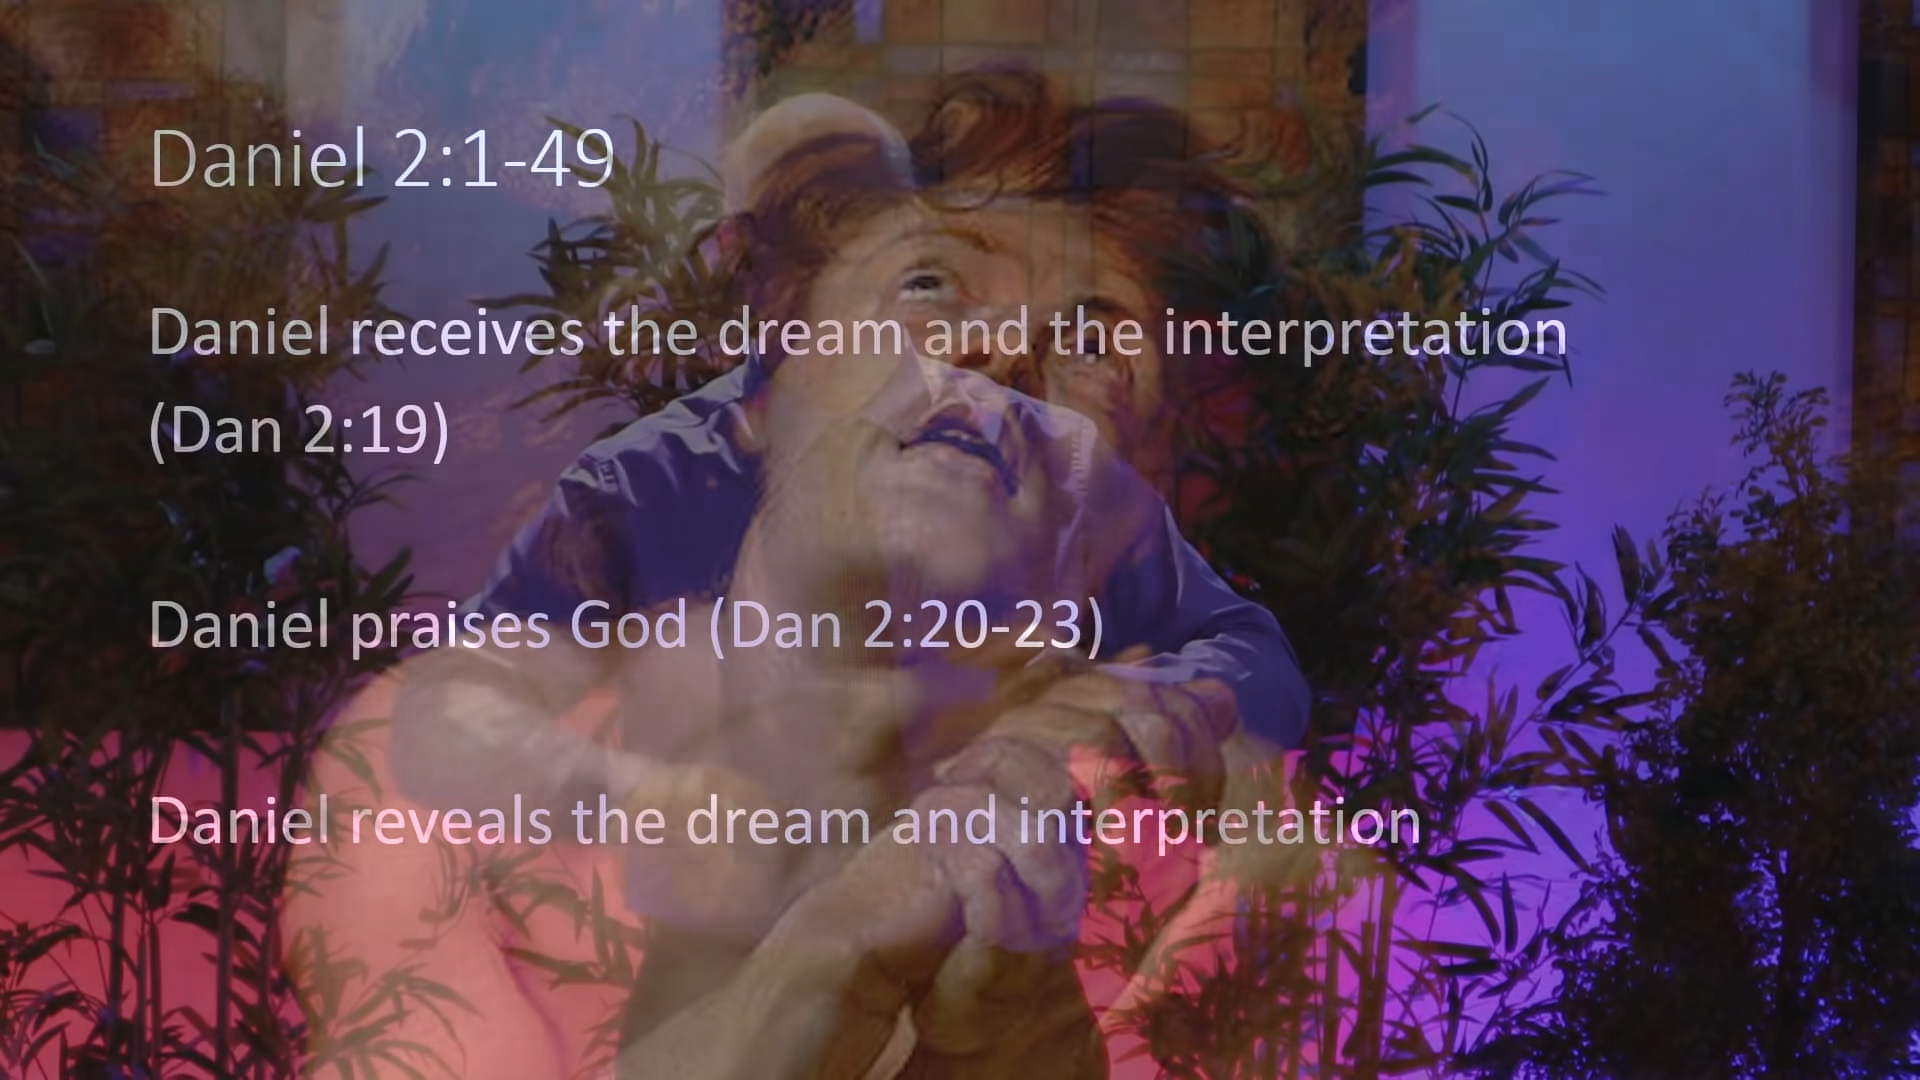 Daniel 2:1-49
Daniel receives the dream and the interpretation
(Dan 2:19)
Daniel praises God (Dan 2:20-23)
Daniel reveals the dream and interpretation